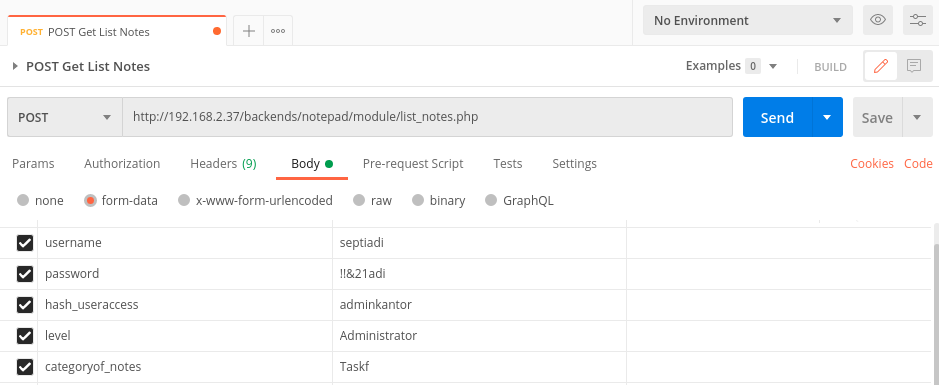 POST POST Get List Notes
No Environment
POST Get List Notes
Examples 0
BUILD
POST
http://192.168.2.37/backends/notepad/module/list_notes.php
Send
Save
Params Authorization Headers (9) Body Pre-request Script Tests Settings Cookies Code
none form-data x-www-form-urlencoded raw binary GraphQL
username septiadi
password !!&21adi
hash_useraccess adminkantor
level Administrator
categoryof_notes Taskf